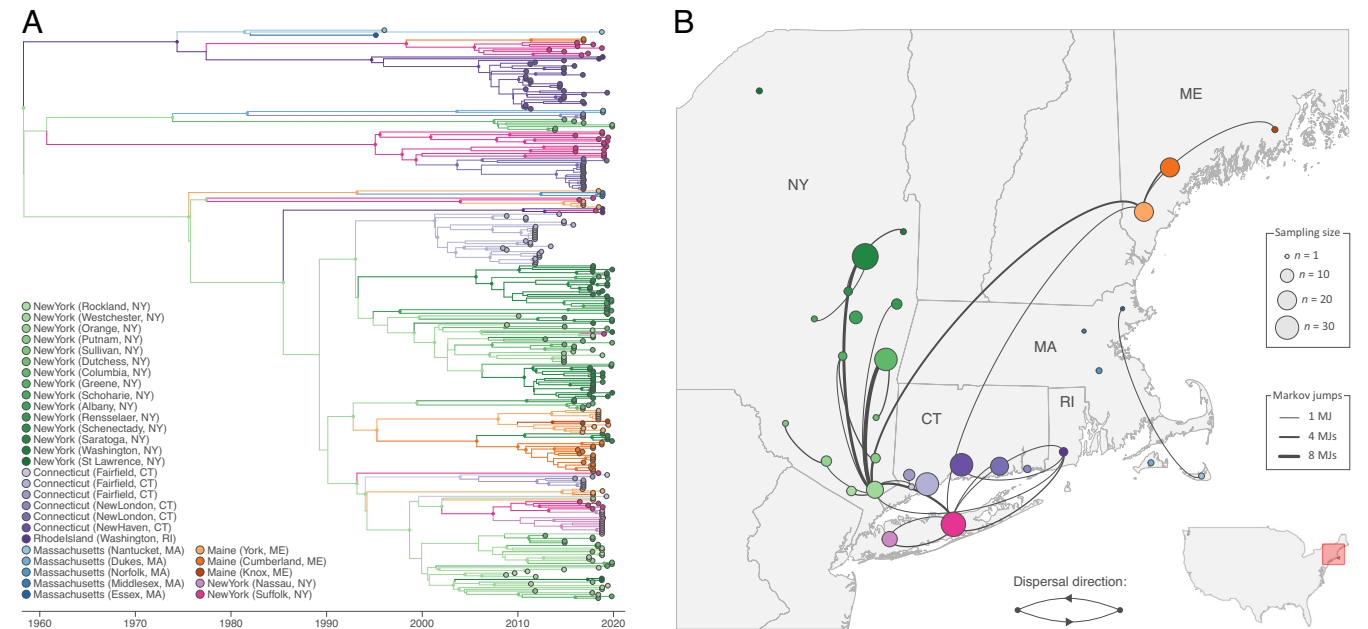 A
NewYork (Rockland, NY)
NewYork (Westchester, NY)
NewYork (Orange, NY)
NewYork (Putnam, NY)
NewYork (Sullivan, NY)
NewYork (Dutchess, NY)
NewYork (Columbia, NY)
NewYork (Greene, NY)
NewYork (Schoharie, NY)
NewYork (Albany, NY)
NewYork (Rensselaer, NY)
NewYork (Schenectady, NY)
NewYork (Saratoga, NY)
NewYork (Washington, NY)
NewYork (St Lawrence, NY)
Connecticut (Fairfield, CT)
Connecticut (Fairfield, CT)
Connecticut (Fairfield, CT)
Connecticut (NewLondon, CT)
Connecticut (NewLondon, CT)
Connecticut (NewHaven, CT)
RhodeIsland (Washington, RI)
Massachusetts (Nantucket, MA)
Massachusetts (Dukes, MA)
Massachusetts (Norfolk, MA)
Massachusetts (Middlesex, MA)
Massachusetts (Essex, MA)
Maine (York, ME)
Maine (Cumberland, ME)
Maine (Knox, ME)
NewYork (Nassau, NY)
NewYork (Suffolk, NY)
1960 1970 1980 1990 2000 2010 2020
B
ME
NY
MA
CT
RI
Sampling size
n = 1
n = 10
n = 20
n = 30
Markov jumps
1 MJ
4 MJs
8 MJs
Dispersal direction: